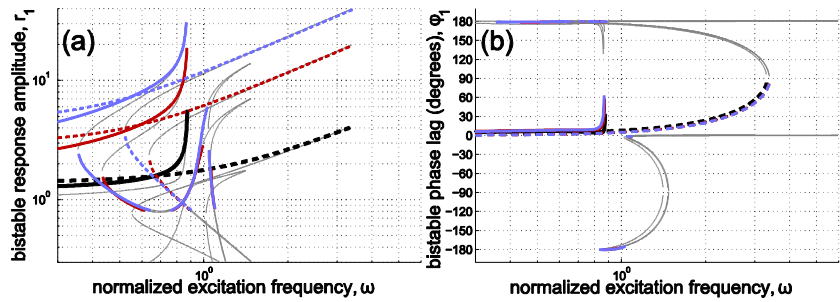 (a)
bistable response amplitude, r₁
10¹
10⁰
10⁰
normalized excitation frequency, ω
(b)
bistable phase lag (degrees), φ₁
180
150
120
90
60
30
0
−30
−60
−90
−120
−150
−180
10⁰
normalized excitation frequency, ω